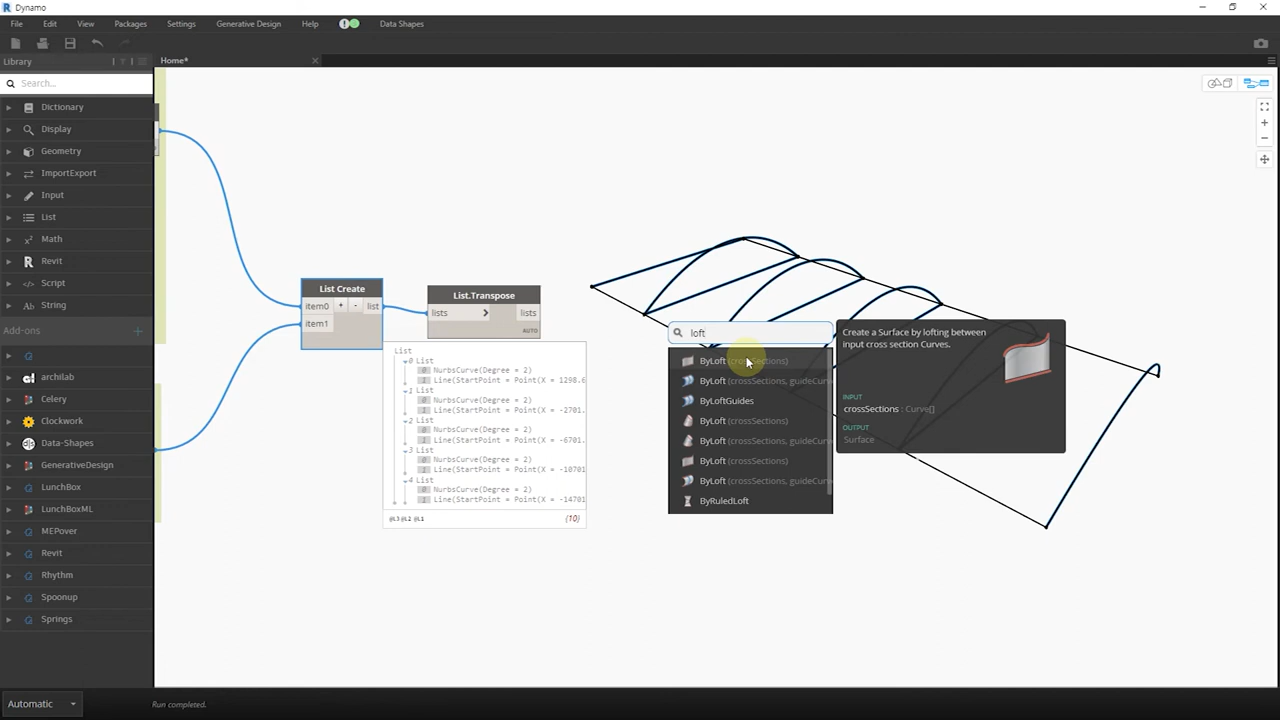 Dynamo
File Edit View Packages Settings Generative Design Help Data Shapes
Library
Home*
Search...
Dictionary
Display
Geometry
ImportExport
Input
List
Math
Revit
Script
String
Add-ons
archilab
Celery
Clockwork
Data-Shapes
GenerativeDesign
LunchBox
LunchBoxML
MEPover
Revit
Rhythm
Spoonup
Springs
List Create
item0 + - list
item1
List.Transpose
lists > lists
AUTO
List
0 List
0 NurbsCurve(Degree = 2)
1 Line(StartPoint = Point(X = 1298.6
1 List
0 NurbsCurve(Degree = 2)
1 Line(StartPoint = Point(X = -2701.
2 List
0 NurbsCurve(Degree = 2)
1 Line(StartPoint = Point(X = -6701.
3 List
0 NurbsCurve(Degree = 2)
1 Line(StartPoint = Point(X = -10701
4 List
0 NurbsCurve(Degree = 2)
1 Line(StartPoint = Point(X = -14701
@L3 @L2 @L1 {10}
loft
ByLoft (crossSections)
ByLoft (crossSections, guideCurv
ByLoftGuides
ByLoft (crossSections)
ByLoft (crossSections, guideCurv
ByLoft (crossSections)
ByLoft (crossSections, guideCurv
ByRuledLoft
Create a Surface by lofting between
input cross section Curves.
INPUT
crossSections : Curve[]
OUTPUT
Surface
Automatic
Run completed.